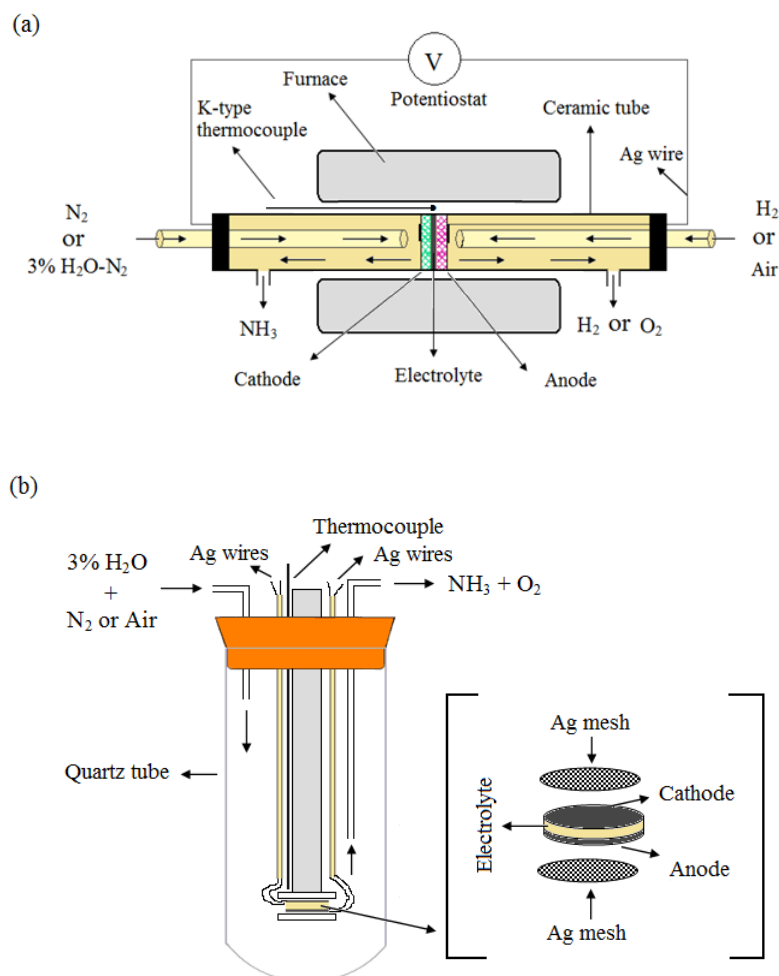 (a)
V
Potentiostat
Furnace
K-type
thermocouple
Ceramic tube
Ag wire
N₂
or
3% H₂O-N₂
H₂
or
Air
NH₃
H₂ or O₂
Cathode
Electrolyte
Anode
(b)
3% H₂O
+
N₂ or Air
Ag wires
Thermocouple
Ag wires
NH₃ + O₂
Quartz tube
Ag mesh
Cathode
Electrolyte
Anode
Ag mesh